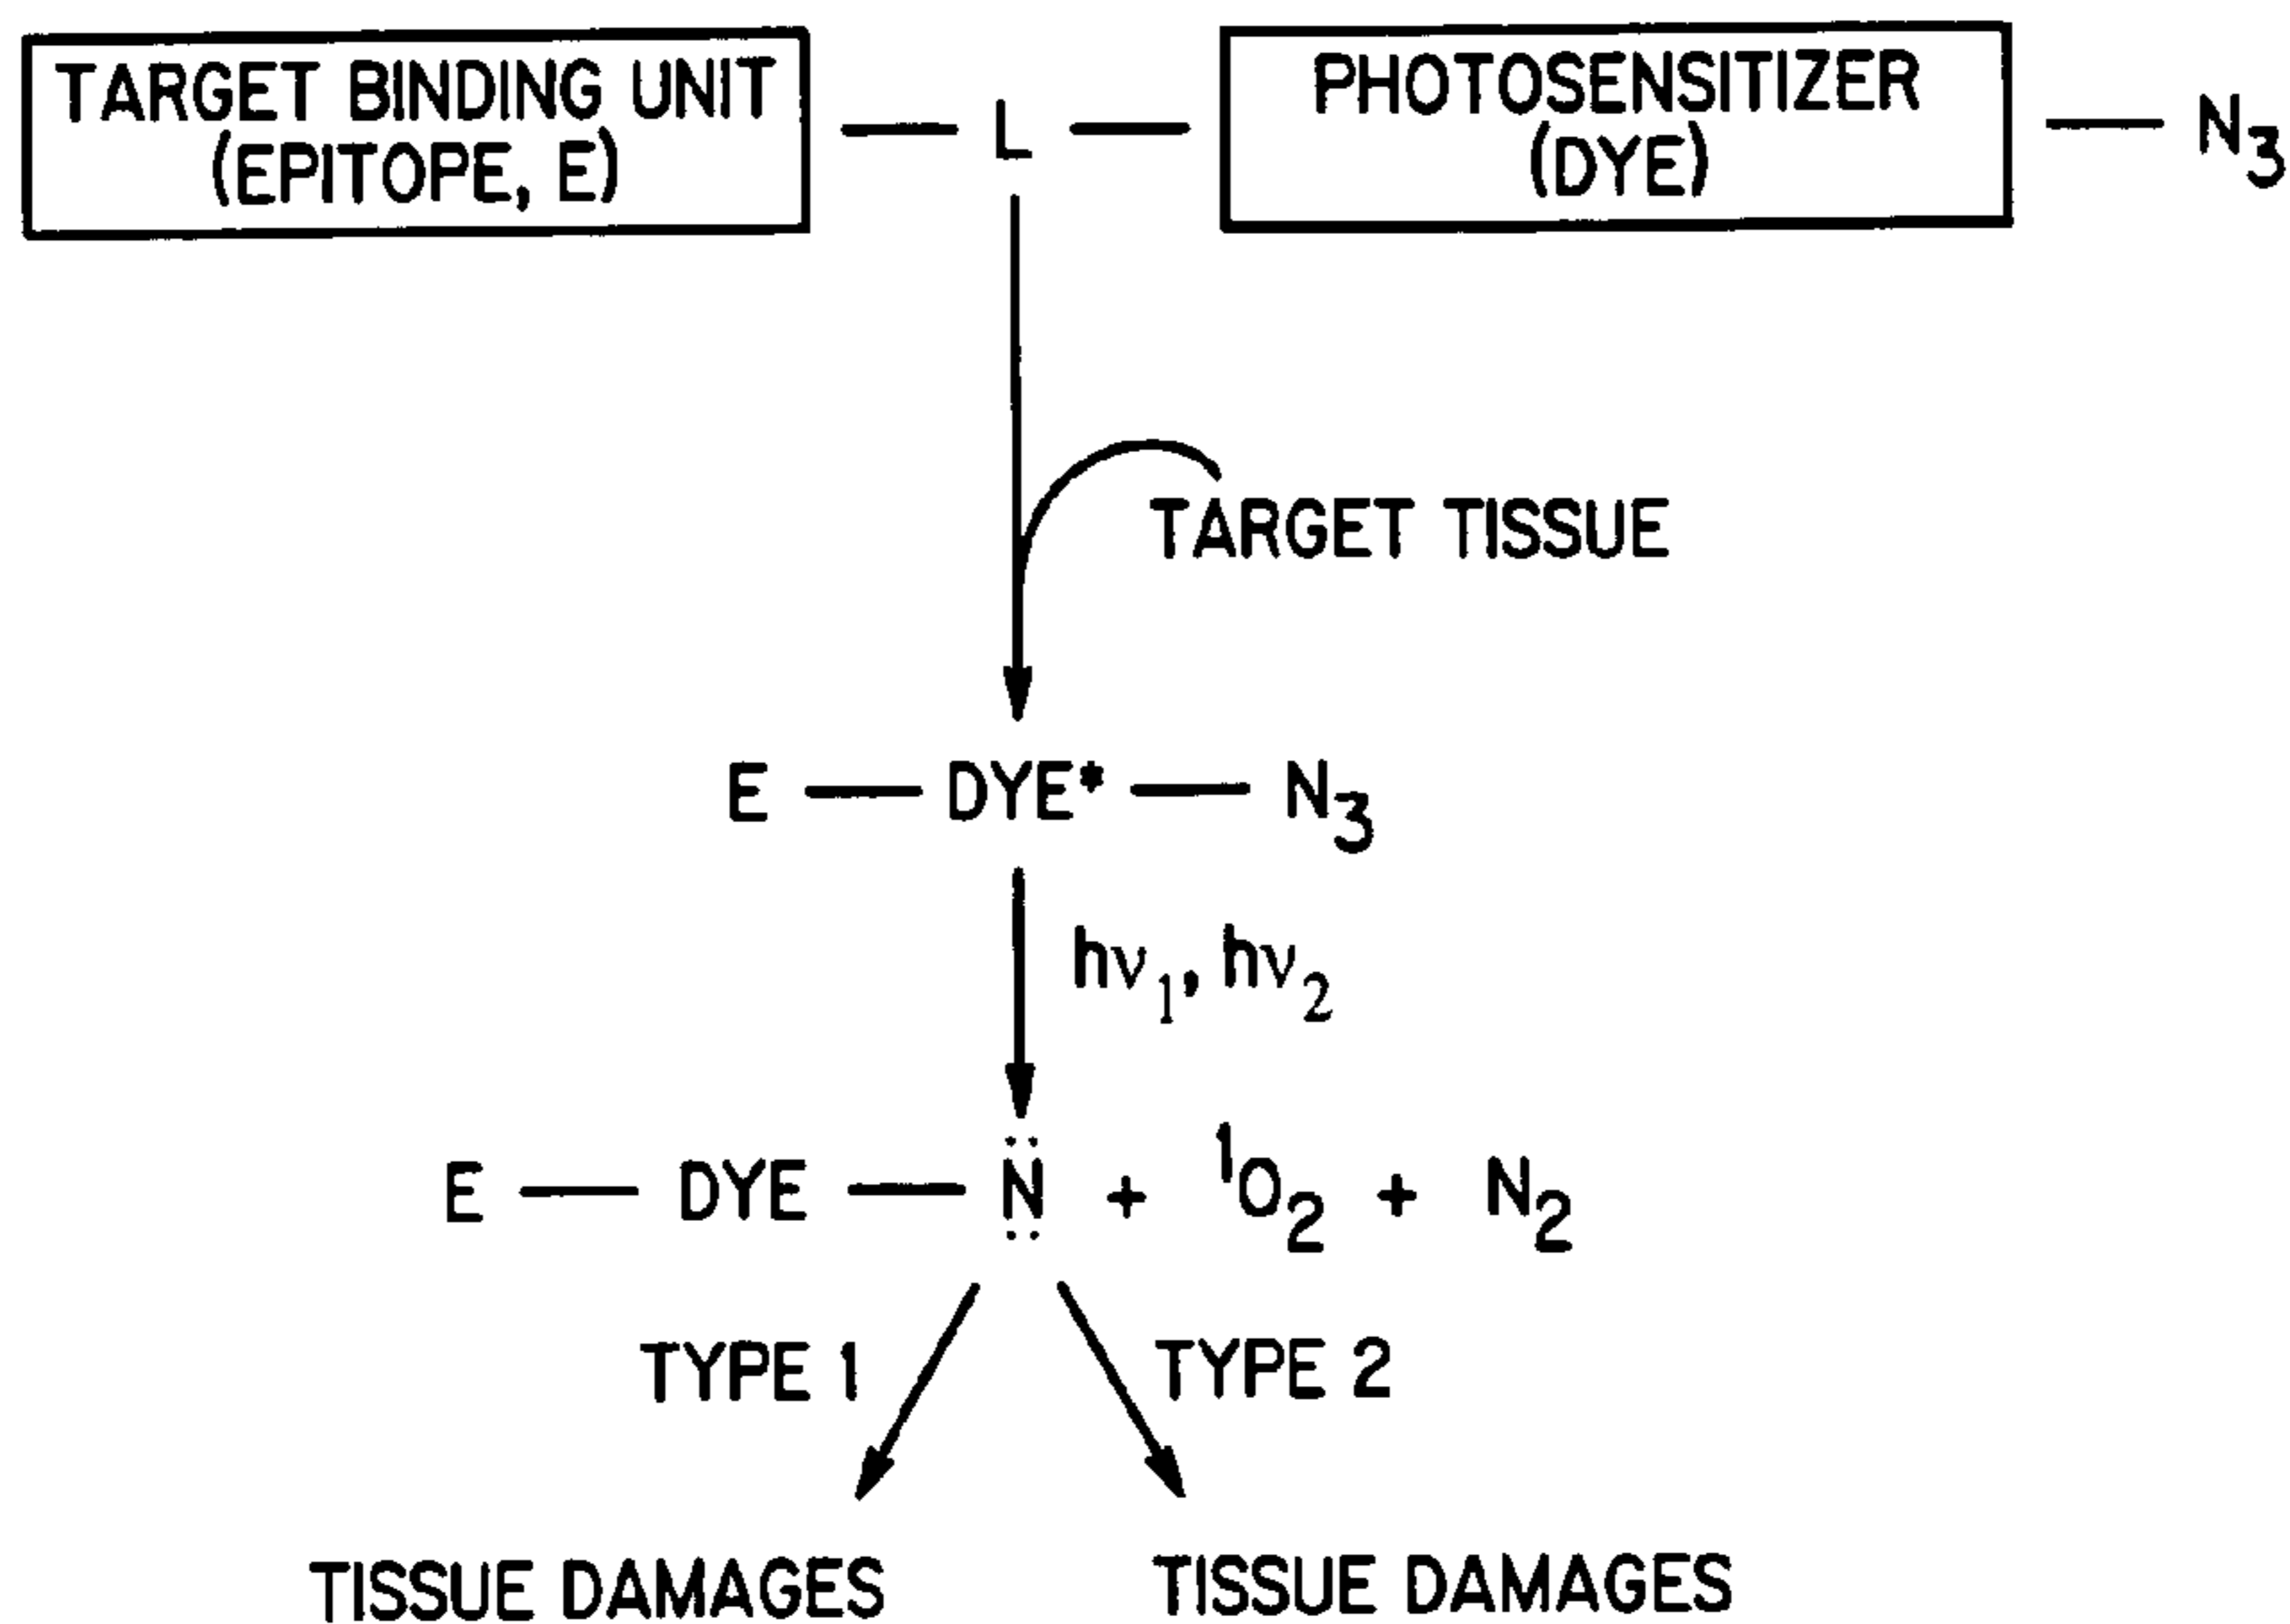 TARGET BINDING UNIT
(EPITOPE, E)
— L —
PHOTOSENSITIZER
(DYE)
— N₃
TARGET TISSUE
E — DYE* — N₃
hν₁, hν₂
E — DYE — N̈ + ¹O₂ + N₂
TYPE 1
TYPE 2
TISSUE DAMAGES
TISSUE DAMAGES